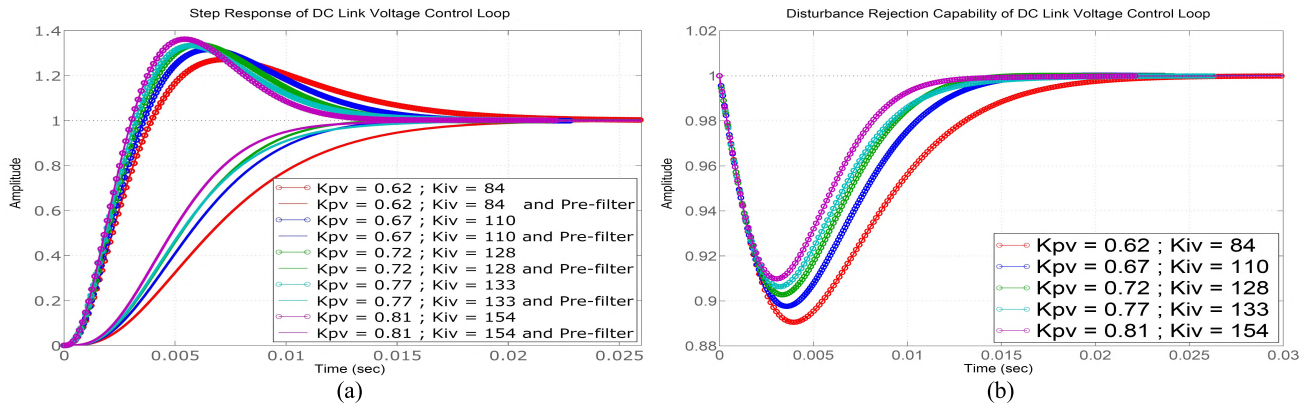 Step Response of DC Link Voltage Control Loop
1.4
1.2
1
0.8
0.6
0.4
0.2
0
Amplitude
0
0.005
0.01
0.015
0.02
0.025
Time (sec)
Kpv = 0.62 ; Kiv = 84
Kpv = 0.62 ; Kiv = 84 and Pre-filter
Kpv = 0.67 ; Kiv = 110
Kpv = 0.67 ; Kiv = 110 and Pre-filter
Kpv = 0.72 ; Kiv = 128
Kpv = 0.72 ; Kiv = 128 and Pre-filter
Kpv = 0.77 ; Kiv = 133
Kpv = 0.77 ; Kiv = 133 and Pre-filter
Kpv = 0.81 ; Kiv = 154
Kpv = 0.81 ; Kiv = 154 and Pre-filter
(a)
Disturbance Rejection Capability of DC Link Voltage Control Loop
1.02
1
0.98
0.96
0.94
0.92
0.9
0.88
Amplitude
0
0.005
0.01
0.015
0.02
0.025
0.03
Time (sec)
Kpv = 0.62 ; Kiv = 84
Kpv = 0.67 ; Kiv = 110
Kpv = 0.72 ; Kiv = 128
Kpv = 0.77 ; Kiv = 133
Kpv = 0.81 ; Kiv = 154
(b)